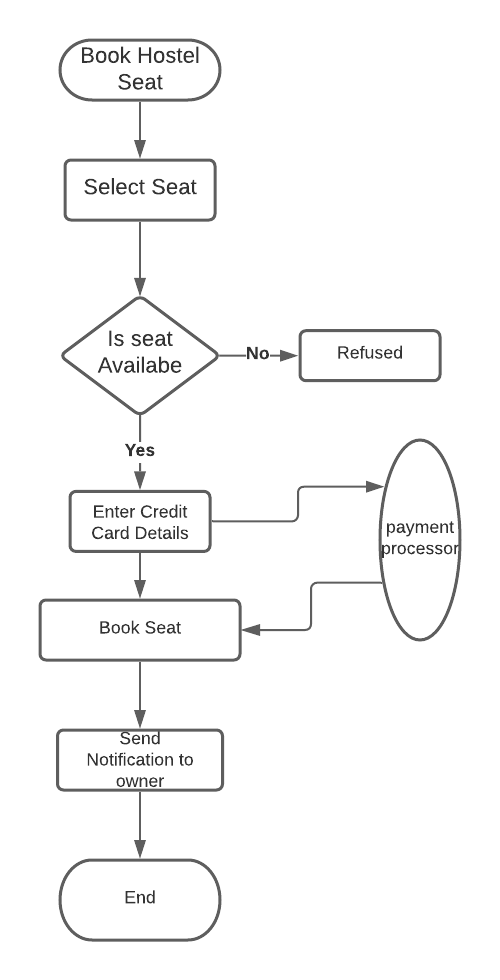 Book Hostel
Seat
Select Seat
Is seat
Availabe
No
Refused
Yes
Enter Credit
Card Details
payment
processor
Book Seat
Send
Notification to
owner
End